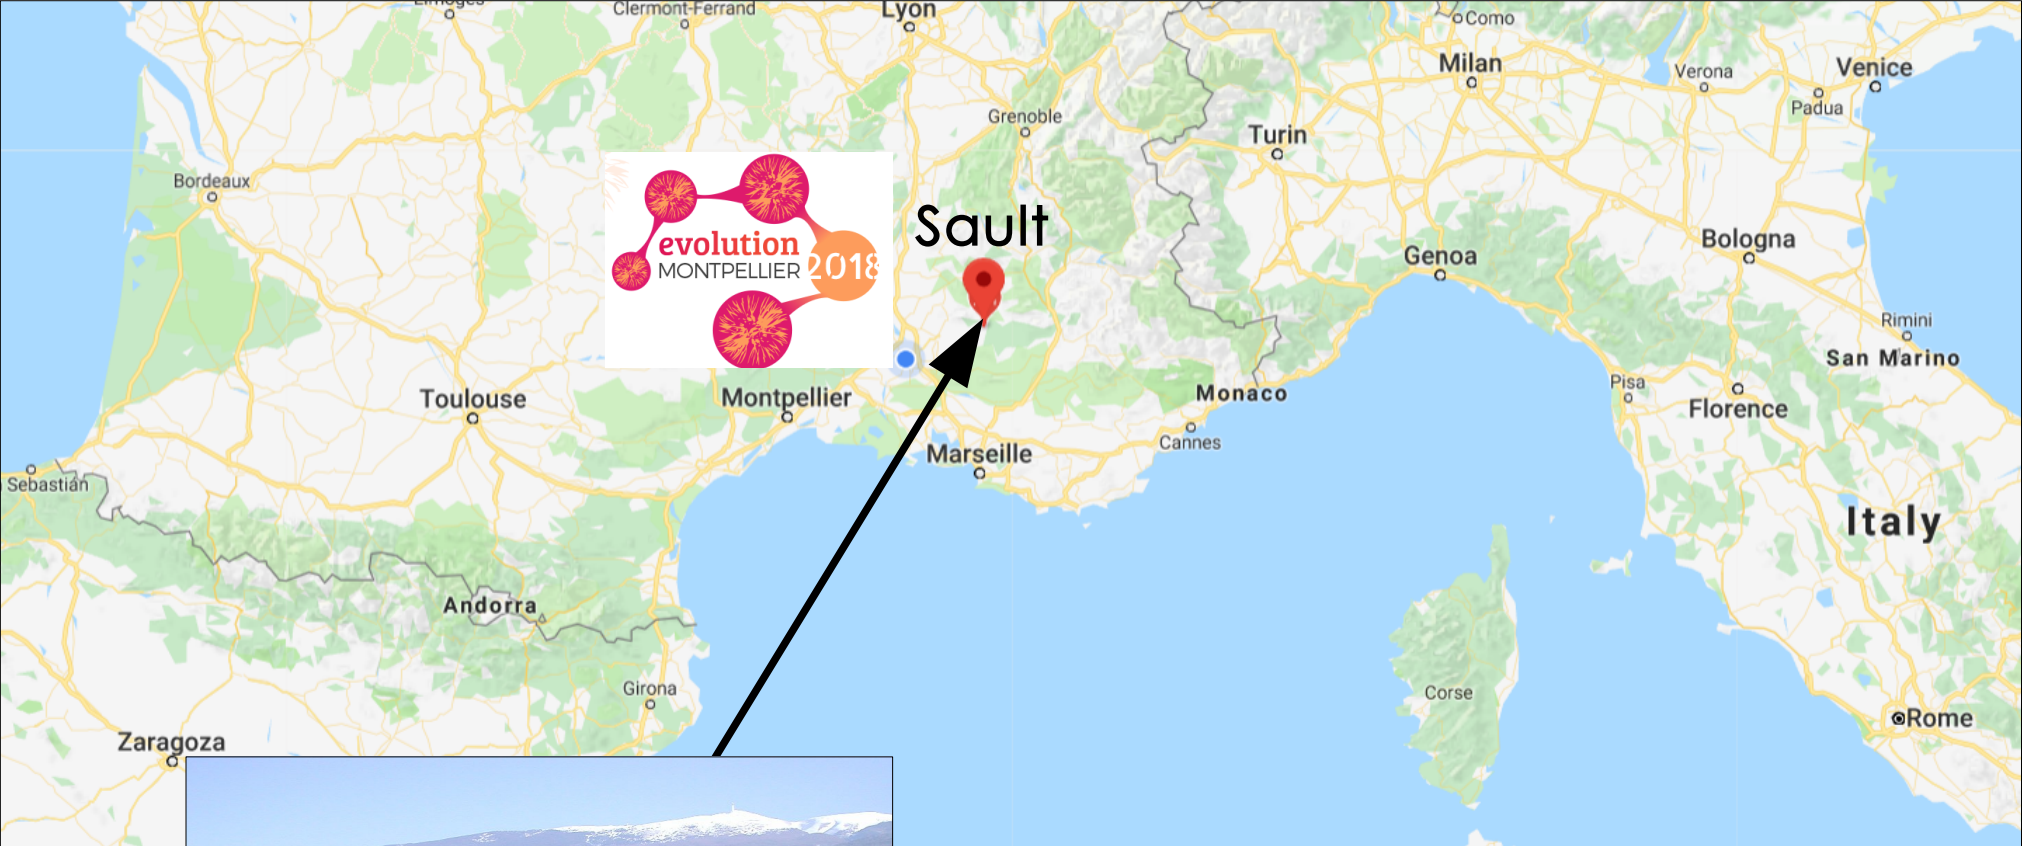 Limoges
Clermont-Ferrand
Lyon
Como
Milan
Verona
Venice
Padua
Grenoble
Turin
Bordeaux
Sault
evolution
MONTPELLIER 2018
Bologna
Genoa
Rimini
San Marino
Pisa
Monaco
Florence
Toulouse
Montpellier
Cannes
Marseille
Sebastián
Italy
Andorra
Girona
Corse
Rome
Zaragoza